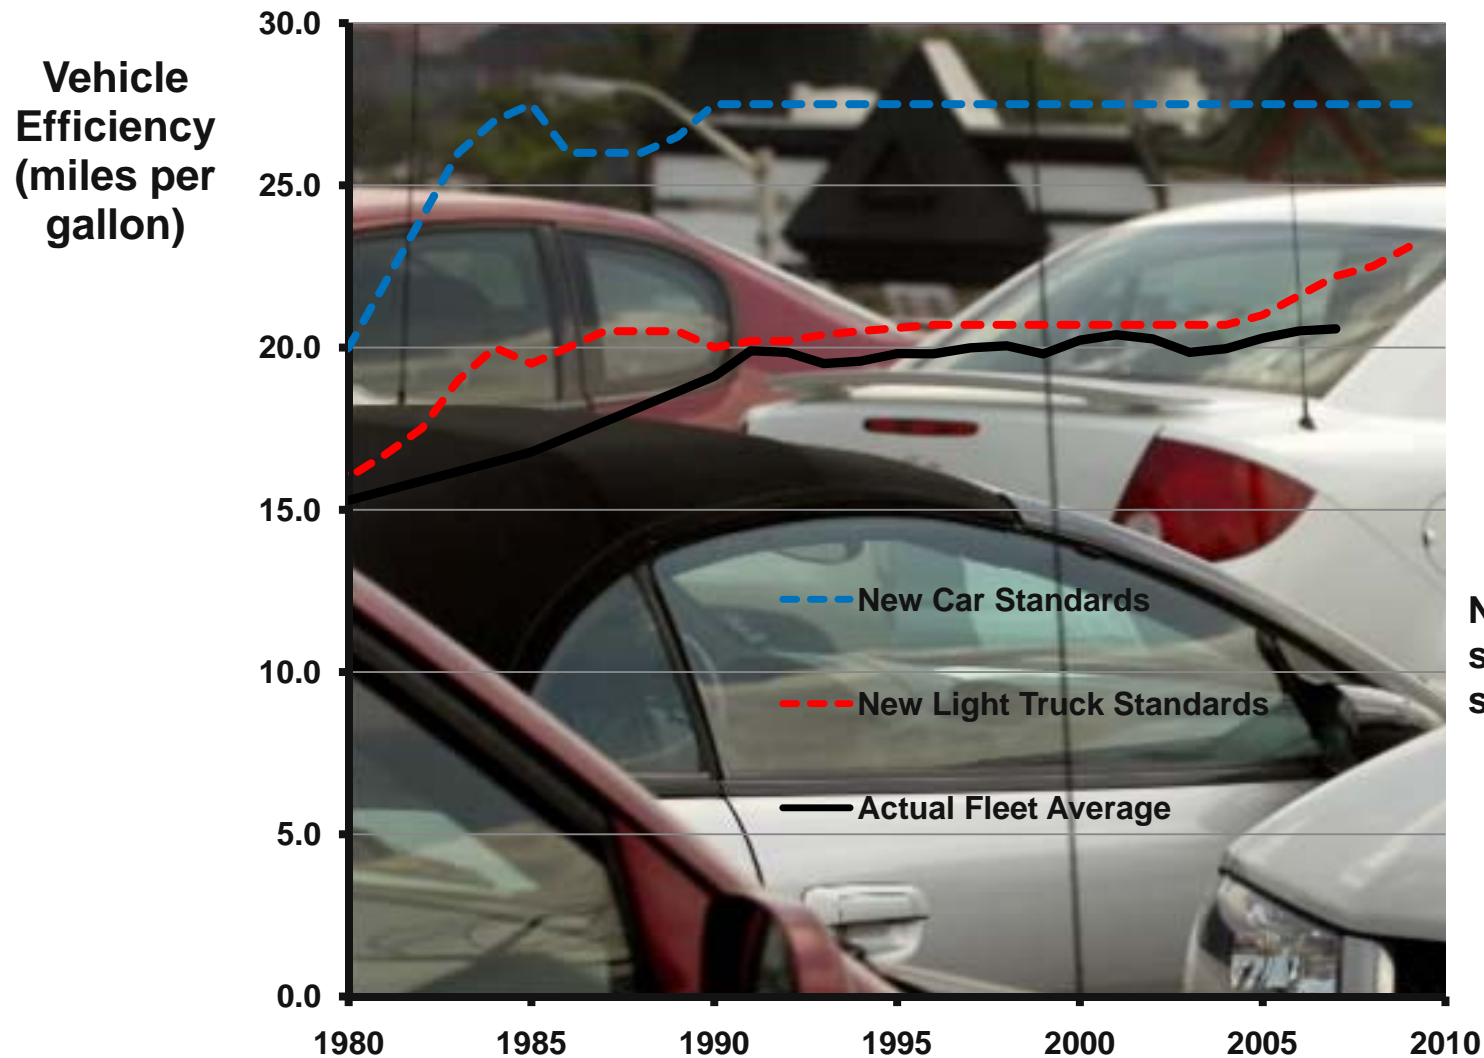 Vehicle
Efficiency
(miles per
gallon)
30.0
25.0
20.0
15.0
10.0
5.0
0.0
New Car Standards
New Light Truck Standards
Actual Fleet Average
1980 1985 1990 1995 2000 2005 2010